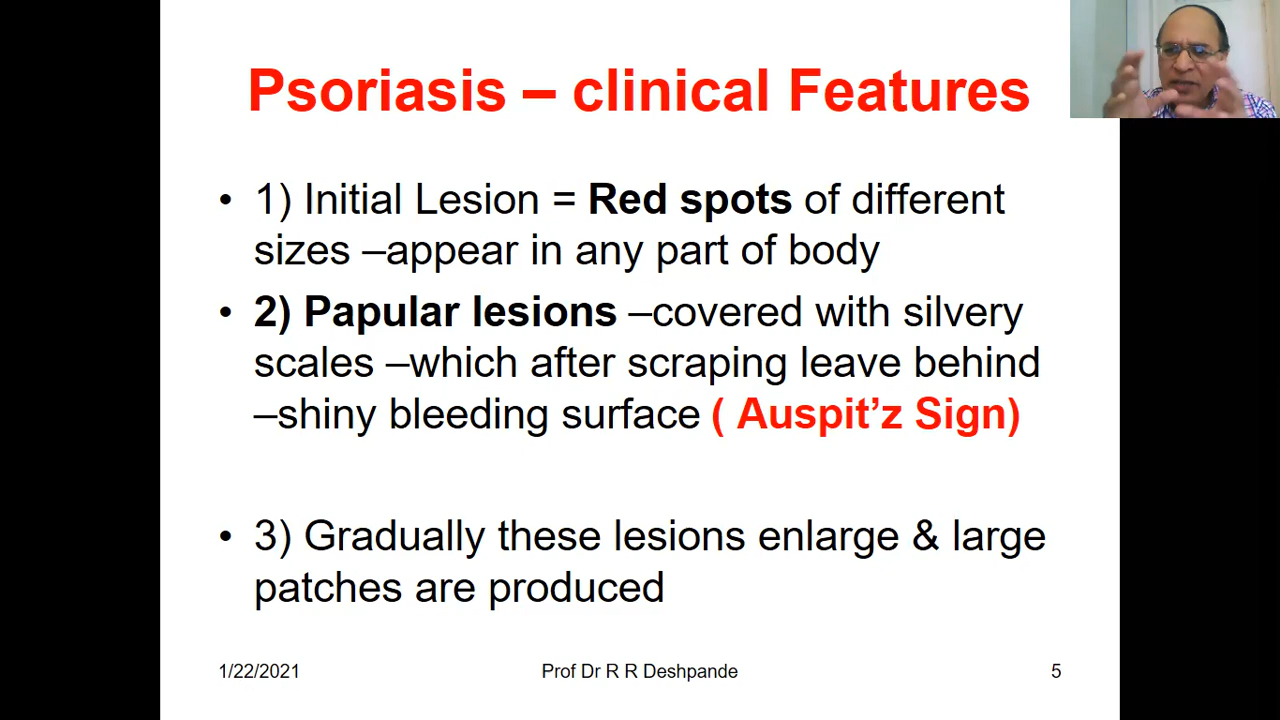 Psoriasis – clinical Features
• 1) Initial Lesion = Red spots of different
sizes –appear in any part of body
• 2) Papular lesions –covered with silvery
scales –which after scraping leave behind
–shiny bleeding surface ( Auspit’z Sign)
• 3) Gradually these lesions enlarge & large
patches are produced
1/22/2021
Prof Dr R R Deshpande
5